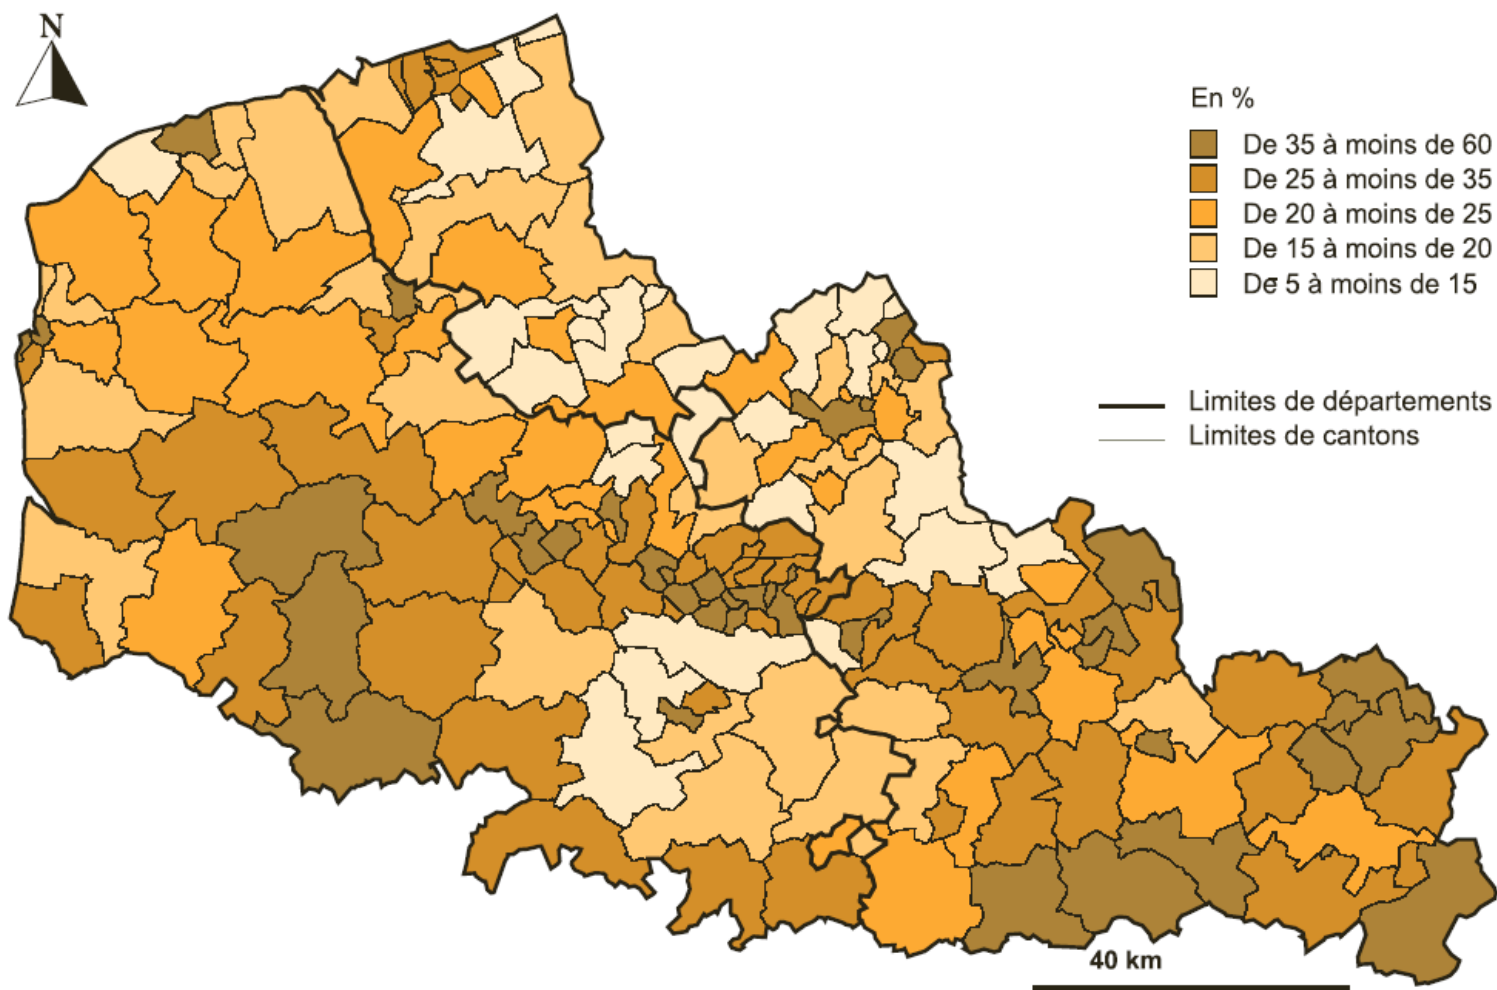 N
En %
De 35 à moins de 60
De 25 à moins de 35
De 20 à moins de 25
De 15 à moins de 20
De 5 à moins de 15
Limites de départements
Limites de cantons
40 km